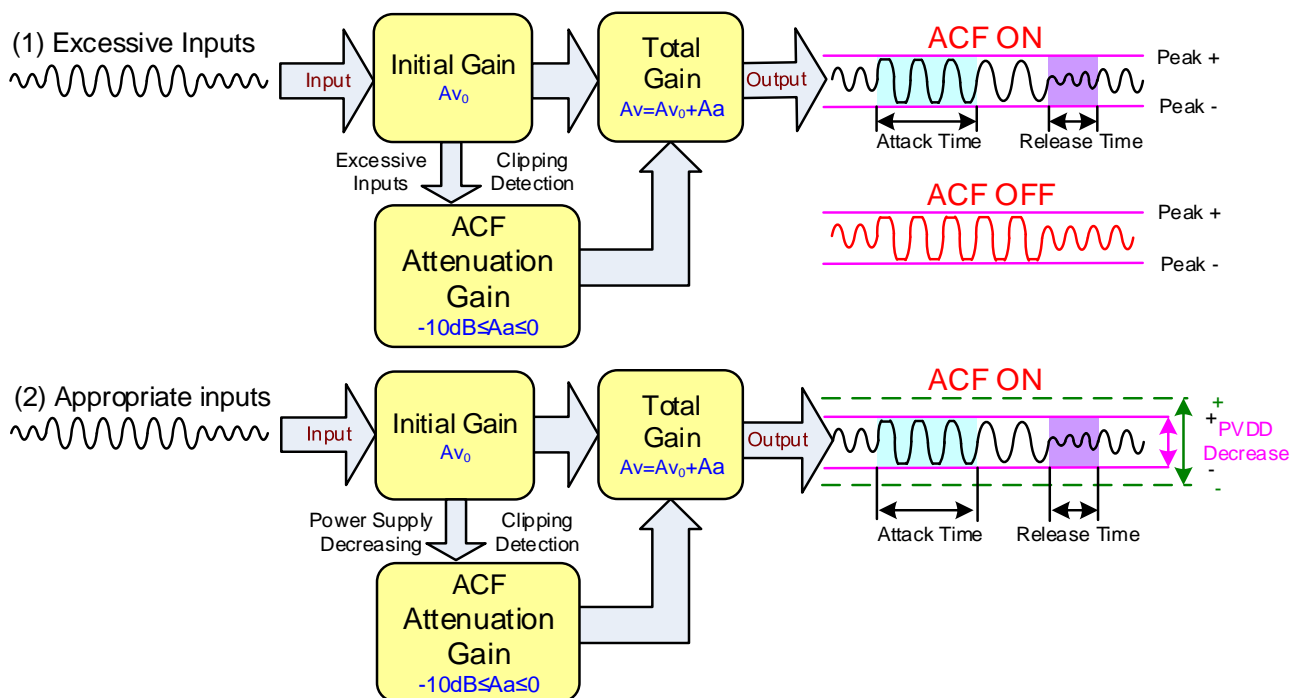 (1) Excessive Inputs
Input
Initial Gain
Av₀
Total
Gain
Av=Av₀+Aa
Output
ACF ON
Peak +
Peak -
Attack Time
Release Time
Excessive
Inputs
Clipping
Detection
ACF
Attenuation
Gain
-10dB≤Aa≤0
ACF OFF
Peak +
Peak -
(2) Appropriate inputs
Input
Initial Gain
Av₀
Total
Gain
Av=Av₀+Aa
Output
ACF ON
+
+
PVDD
Decrease
-
-
Attack Time
Release Time
Power Supply
Decreasing
Clipping
Detection
ACF
Attenuation
Gain
-10dB≤Aa≤0